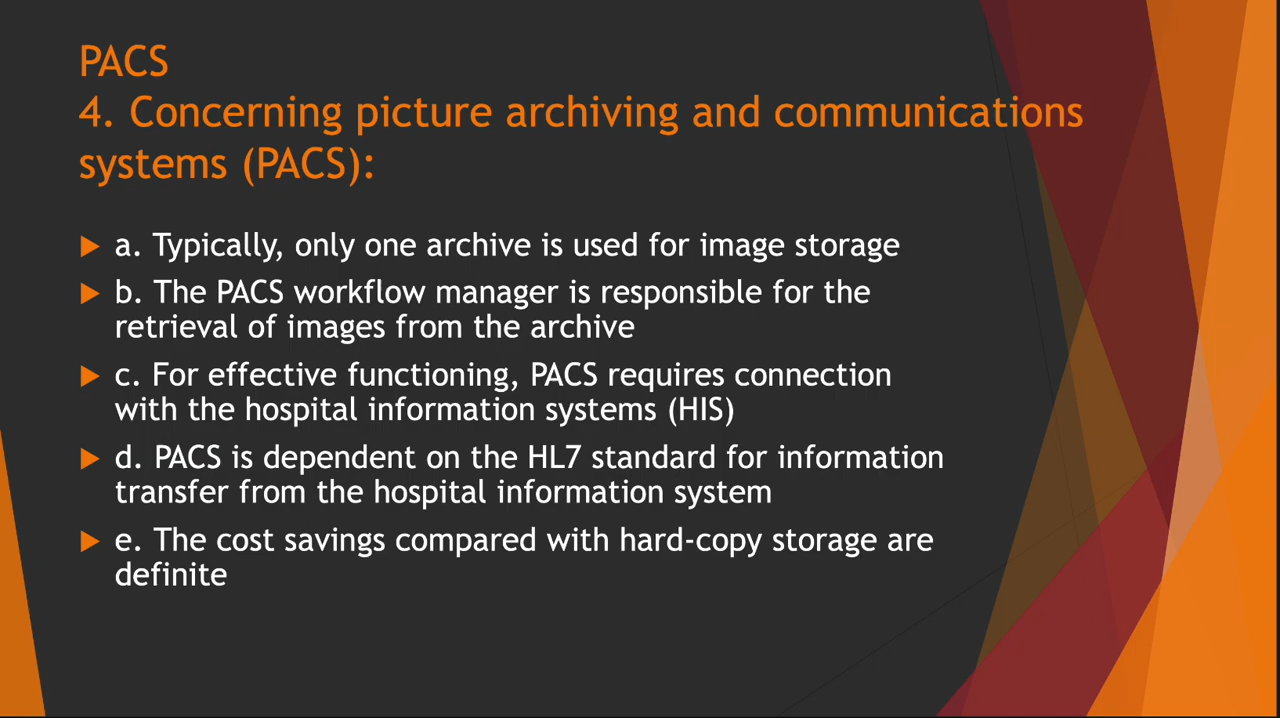 PACS
4. Concerning picture archiving and communications
systems (PACS):
a. Typically, only one archive is used for image storage
b. The PACS workflow manager is responsible for the
retrieval of images from the archive
c. For effective functioning, PACS requires connection
with the hospital information systems (HIS)
d. PACS is dependent on the HL7 standard for information
transfer from the hospital information system
e. The cost savings compared with hard-copy storage are
definite